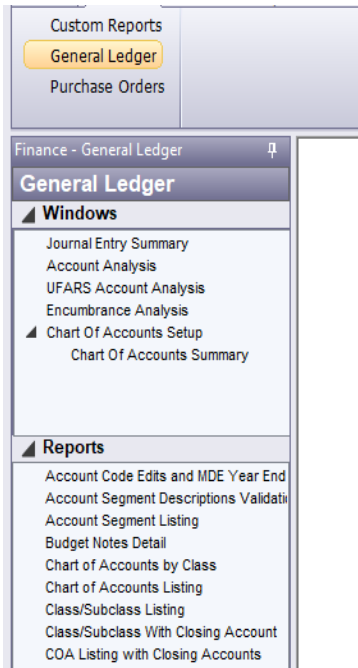 Custom Reports
General Ledger
Purchase Orders
Finance - General Ledger
General Ledger
Windows
Journal Entry Summary
Account Analysis
UFARS Account Analysis
Encumbrance Analysis
Chart Of Accounts Setup
Chart Of Accounts Summary
Reports
Account Code Edits and MDE Year End
Account Segment Descriptions Validati
Account Segment Listing
Budget Notes Detail
Chart of Accounts by Class
Chart of Accounts Listing
Class/Subclass Listing
Class/Subclass With Closing Account
COA Listing with Closing Accounts